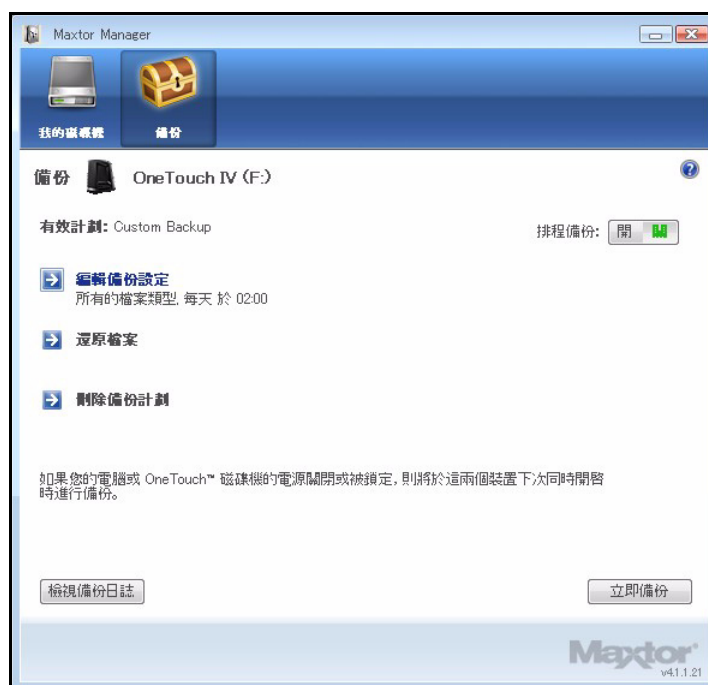 Maxtor Manager
我的磁碟機
備份
備份 OneTouch IV (F:)
有效計劃: Custom Backup
排程備份: 開 關
編輯備份設定
所有的檔案類型, 每天 於 02:00
還原檔案
刪除備份計劃
如果您的電腦或 OneTouch™ 磁碟機的電源關閉或被鎖定, 則將於這兩個裝置下次同時開啓
時進行備份。
檢視備份日誌
立即備份
Maxtor
v4.1.1.21